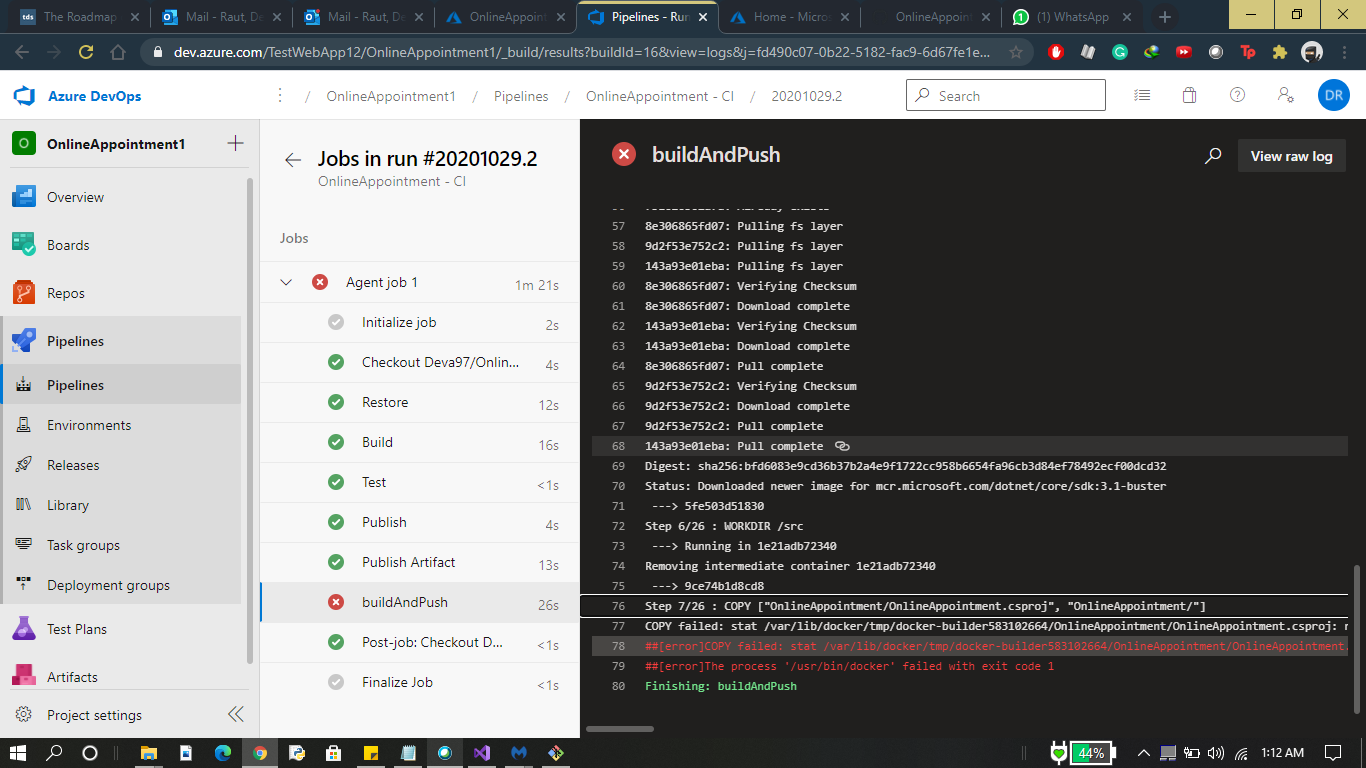 tds The Roadmap
Mail - Raut, De
Mail - Raut, De
OnlineAppoint
Pipelines - Run
Home - Micros
OnlineAppoint
(1) WhatsApp
dev.azure.com/TestWebApp12/OnlineAppointment1/_build/results?buildId=16&view=logs&j=fd490c07-0b22-5182-fac9-6d67fe1e...
Azure DevOps
/ OnlineAppointment1 / Pipelines / OnlineAppointment - CI / 20201029.2
Search
DR
O OnlineAppointment1
Overview
Boards
Repos
Pipelines
Pipelines
Environments
Releases
Library
Task groups
Deployment groups
Test Plans
Artifacts
Project settings
Jobs in run #20201029.2
OnlineAppointment - CI
Jobs
Agent job 1 1m 21s
Initialize job 2s
Checkout Deva97/Onlin... 4s
Restore 12s
Build 16s
Test <1s
Publish 4s
Publish Artifact 13s
buildAndPush 26s
Post-job: Checkout D... <1s
Finalize Job <1s
buildAndPush
View raw log
57 8e306865fd07: Pulling fs layer
58 9d2f53e752c2: Pulling fs layer
59 143a93e01eba: Pulling fs layer
60 8e306865fd07: Verifying Checksum
61 8e306865fd07: Download complete
62 143a93e01eba: Verifying Checksum
63 143a93e01eba: Download complete
64 8e306865fd07: Pull complete
65 9d2f53e752c2: Verifying Checksum
66 9d2f53e752c2: Download complete
67 9d2f53e752c2: Pull complete
68 143a93e01eba: Pull complete
69 Digest: sha256:bfd6083e9cd36b37b2a4e9f1722cc958b6654fa96cb3d84ef78492ecf00dcd32
70 Status: Downloaded newer image for mcr.microsoft.com/dotnet/core/sdk:3.1-buster
71 ---> 5fe503d51830
72 Step 6/26 : WORKDIR /src
73 ---> Running in 1e21adb72340
74 Removing intermediate container 1e21adb72340
75 ---> 9ce74b1d8cd8
76 Step 7/26 : COPY ["OnlineAppointment/OnlineAppointment.csproj", "OnlineAppointment/"]
77 COPY failed: stat /var/lib/docker/tmp/docker-builder583102664/OnlineAppointment/OnlineAppointment.csproj:
78 ##[error]COPY failed: stat /var/lib/docker/tmp/docker-builder583102664/OnlineAppointment/OnlineAppointment.
79 ##[error]The process '/usr/bin/docker' failed with exit code 1
80 Finishing: buildAndPush
44%
1:12 AM